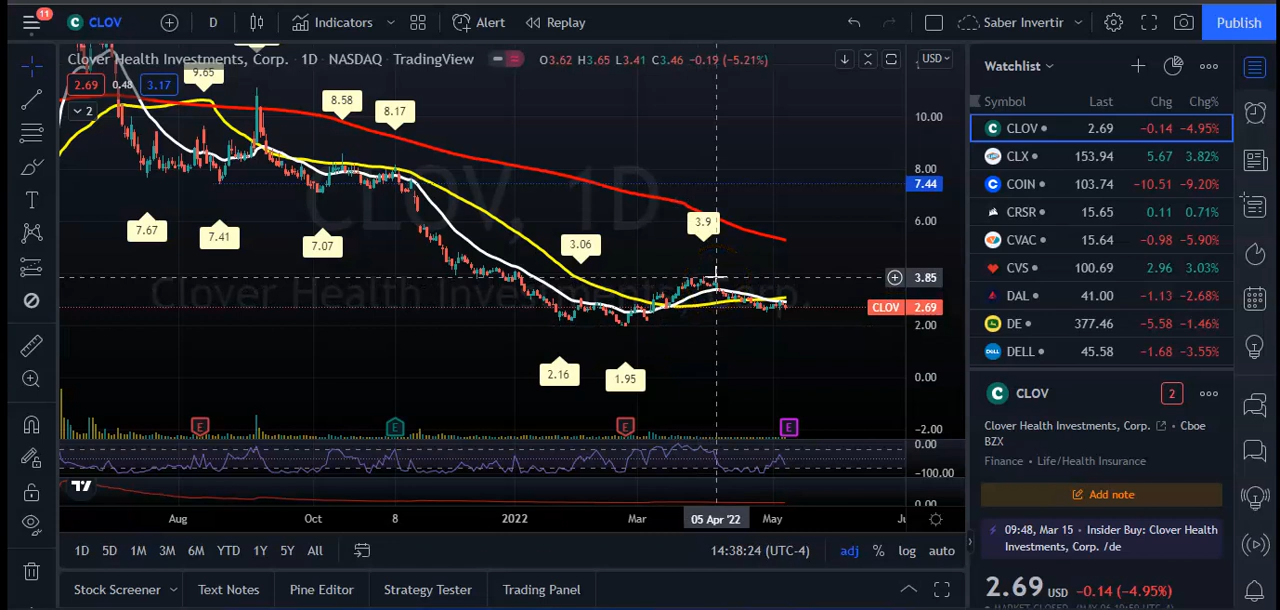 11
CLOV
D
Indicators
Alert
Replay
Saber Invertir
Publish
Clover Health Investments, Corp. · 1D · NASDAQ · TradingView
O3.62 H3.65 L3.41 C3.46 −0.19 (−5.21%)
USD
2.69
0.48
3.17
2
9.65
8.58
8.17
7.67
7.41
7.07
3.06
3.9
2.16
1.95
CLOV, 1D
Clover Health Investments, Corp.
10.00
8.00
7.44
6.00
3.85
CLOV 2.69
2.00
0.00
−2.00
0.00
−100.00
0.00
E
E
E
E
Aug
Oct
8
2022
Mar
05 Apr '22
May
1D
5D
1M
3M
6M
YTD
1Y
5Y
All
14:38:24 (UTC-4)
adj
%
log
auto
Stock Screener
Text Notes
Pine Editor
Strategy Tester
Trading Panel
Watchlist
Symbol Last Chg Chg%
CLOV 2.69 −0.14 −4.95%
CLX 153.94 5.67 3.82%
COIN 103.74 −10.51 −9.20%
CRSR 15.65 0.11 0.71%
CVAC 15.64 −0.98 −5.90%
CVS 100.69 2.96 3.03%
DAL 41.00 −1.13 −2.68%
DE 377.46 −5.58 −1.46%
DELL 45.58 −1.68 −3.55%
CLOV
2
Clover Health Investments, Corp. · Cboe
BZX
Finance · Life/Health Insurance
Add note
09:48, Mar 15 · Insider Buy: Clover Health
Investments, Corp. /de
2.69 USD −0.14 (−4.95%)